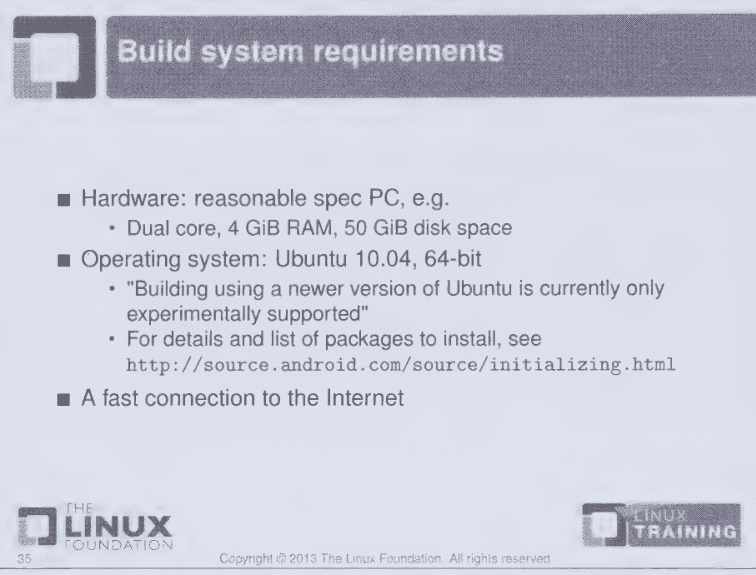 Build system requirements
■ Hardware: reasonable spec PC, e.g.
• Dual core, 4 GiB RAM, 50 GiB disk space
■ Operating system: Ubuntu 10.04, 64-bit
• "Building using a newer version of Ubuntu is currently only
experimentally supported"
• For details and list of packages to install, see
http://source.android.com/source/initializing.html
■ A fast connection to the Internet
THE
LINUX
FOUNDATION
LINUX
TRAINING
35
Copyright © 2013 The Linux Foundation. All rights reserved